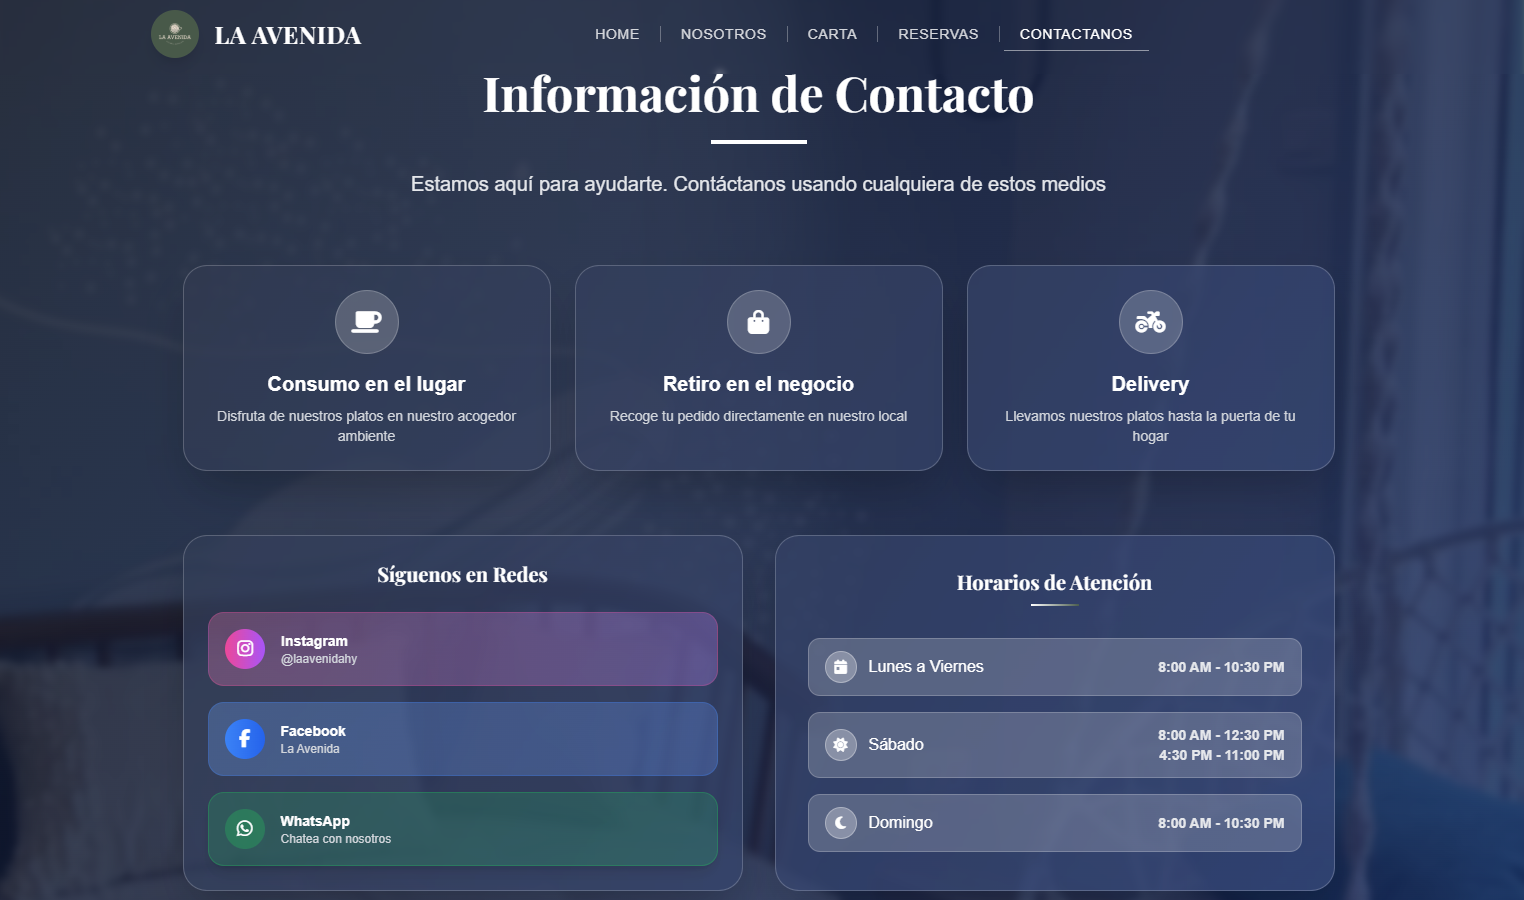 LA AVENIDA
LA AVENIDA
HOME
NOSOTROS
CARTA
RESERVAS
CONTACTANOS
Información de Contacto
Estamos aquí para ayudarte. Contáctanos usando cualquiera de estos medios
Consumo en el lugar
Disfruta de nuestros platos en nuestro acogedor
ambiente
Retiro en el negocio
Recoge tu pedido directamente en nuestro local
Delivery
Llevamos nuestros platos hasta la puerta de tu
hogar
Síguenos en Redes
Instagram
@laavenidahy
Facebook
La Avenida
WhatsApp
Chatea con nosotros
Horarios de Atención
Lunes a Viernes
8:00 AM - 10:30 PM
Sábado
8:00 AM - 12:30 PM
4:30 PM - 11:00 PM
Domingo
8:00 AM - 10:30 PM